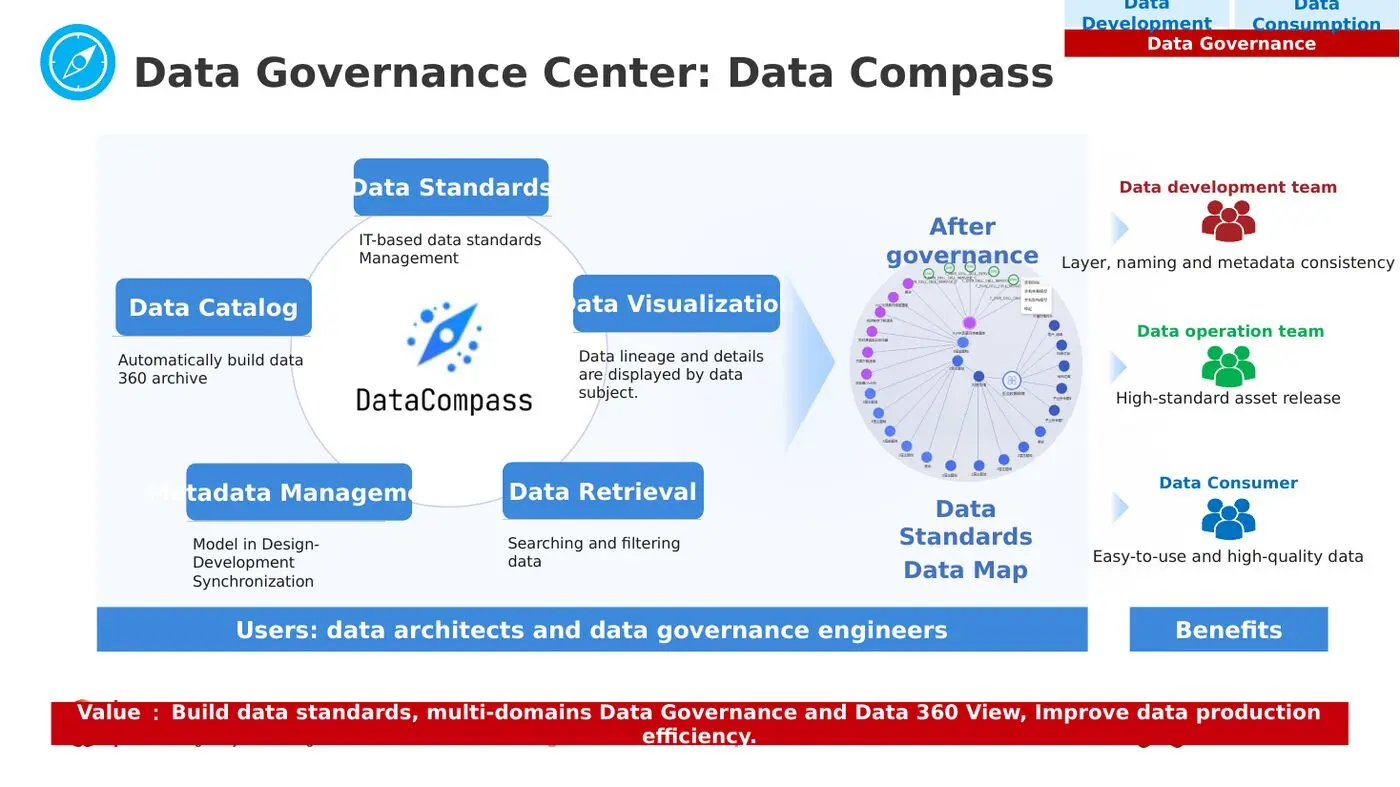 Data
Development
Data
Consumption
Data Governance
Data Governance Center: Data Compass
Data Standards
IT-based data standards
Management
Data Catalog
Automatically build data
360 archive
Data Visualization
Data lineage and details
are displayed by data
subject.
DataCompass
Metadata Management
Model in Design-
Development
Synchronization
Data Retrieval
Searching and filtering
data
After
governance
Data
Standards
Data Map
Data development team
Layer, naming and metadata consistency
Data operation team
High-standard asset release
Data Consumer
Easy-to-use and high-quality data
Users: data architects and data governance engineers
Benefits
Value ：Build data standards, multi-domains Data Governance and Data 360 View, Improve data production
efficiency.